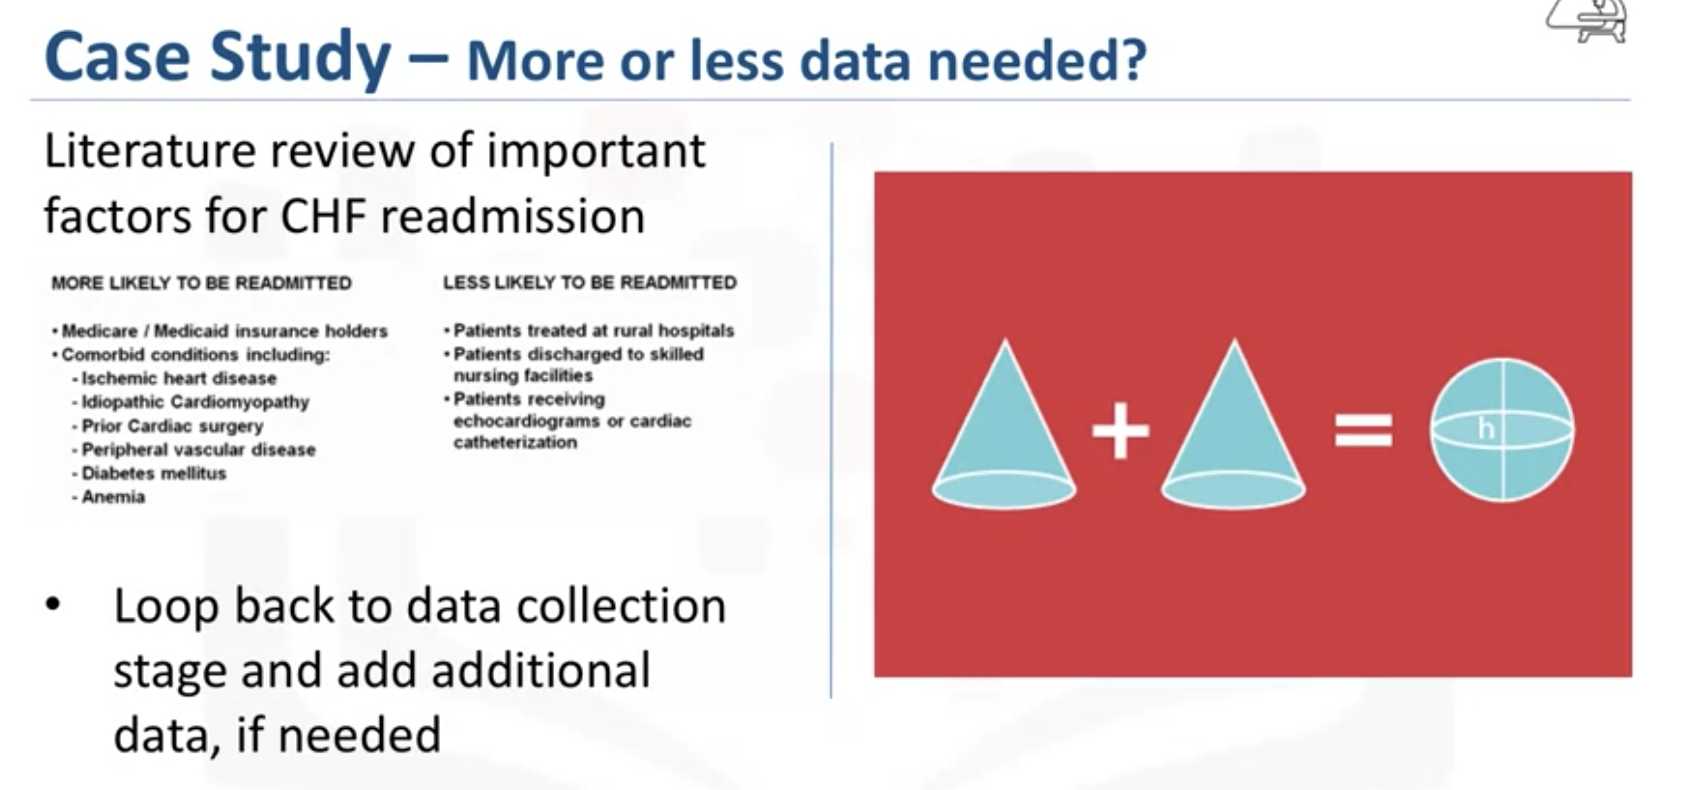 Case Study – More or less data needed?
Literature review of important
factors for CHF readmission
MORE LIKELY TO BE READMITTED
• Medicare / Medicaid insurance holders
• Comorbid conditions including:
- Ischemic heart disease
- Idiopathic Cardiomyopathy
- Prior Cardiac surgery
- Peripheral vascular disease
- Diabetes mellitus
- Anemia
LESS LIKELY TO BE READMITTED
• Patients treated at rural hospitals
• Patients discharged to skilled
nursing facilities
• Patients receiving
echocardiograms or cardiac
catheterization
• Loop back to data collection
stage and add additional
data, if needed
+ =
h